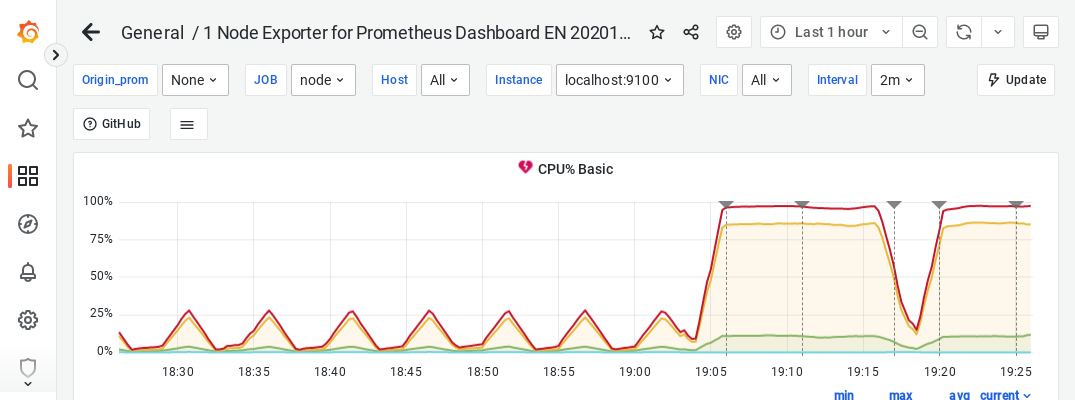 General / 1 Node Exporter for Prometheus Dashboard EN 20201... Last 1 hour
Origin_prom None JOB node Host All Instance localhost:9100 NIC All Interval 2m Update
GitHub
CPU% Basic
100%
75%
50%
25%
0%
18:30 18:35 18:40 18:45 18:50 18:55 19:00 19:05 19:10 19:15 19:20 19:25
min max avg current